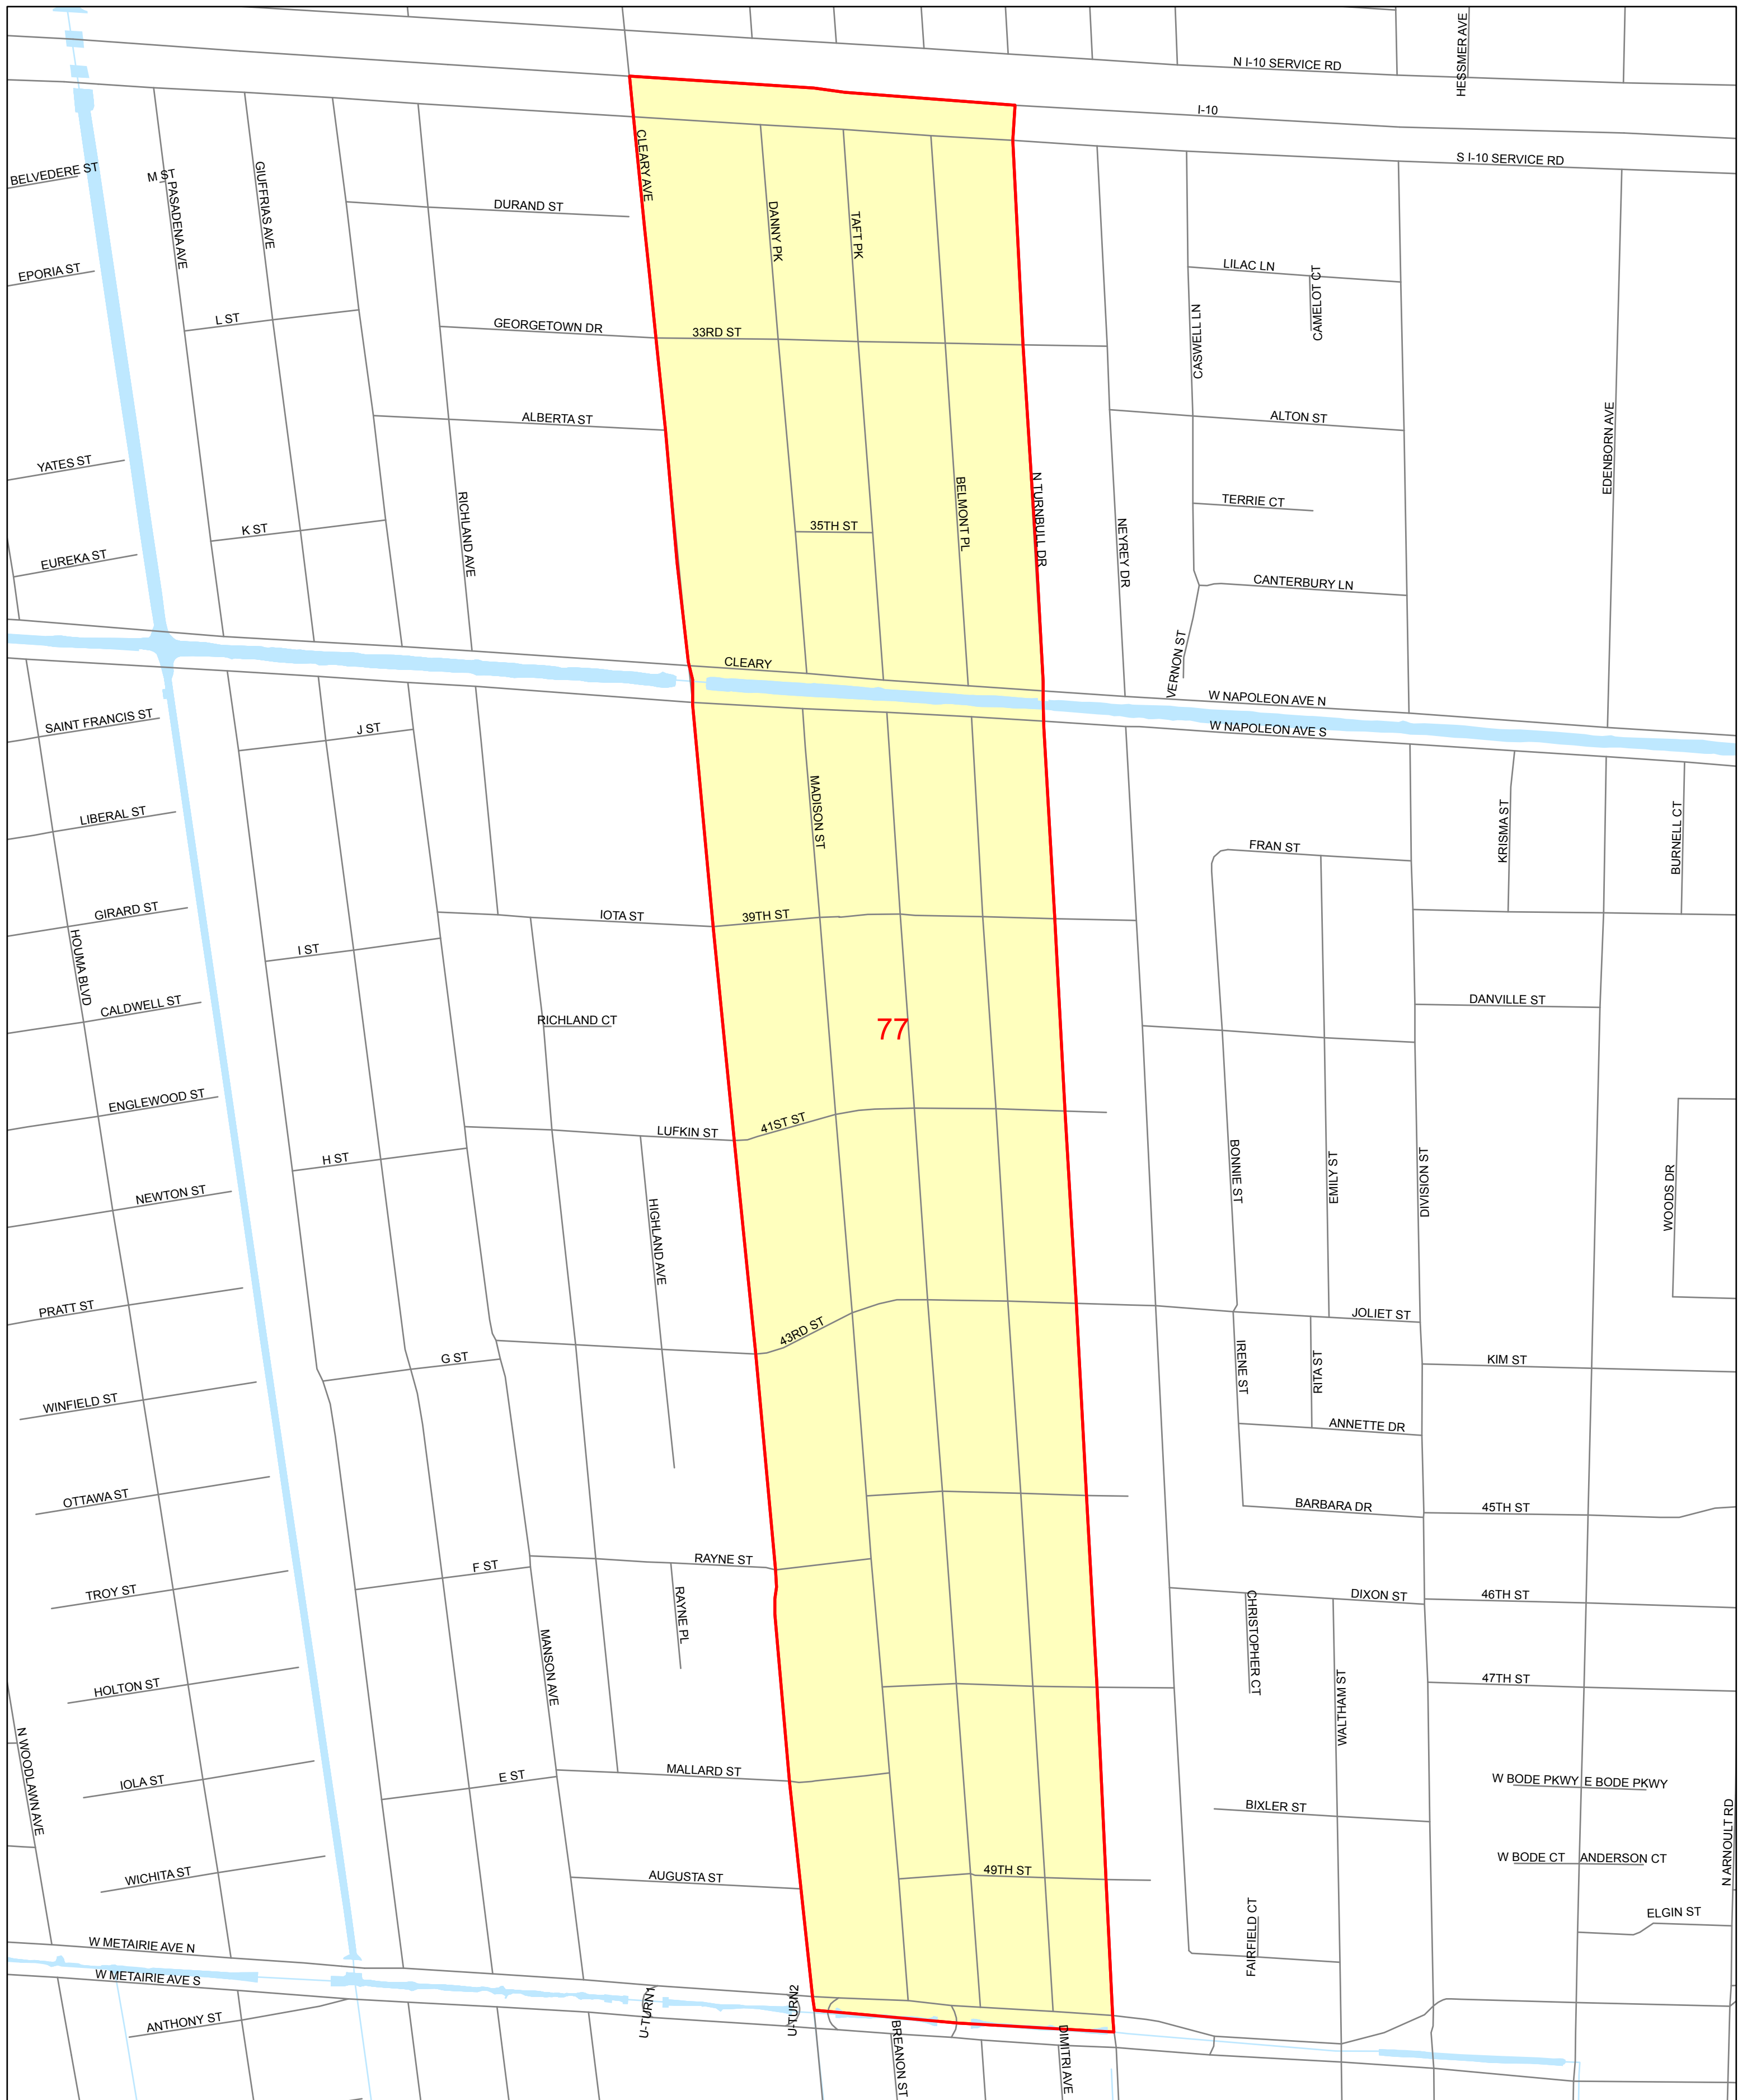 HESSMER AVE
N I-10 SERVICE RD
I-10
S I-10 SERVICE RD
BELVEDERE ST
M ST
PASADENA AVE
GIUFFRIAS AVE
CLEARY AVE
DURAND ST
DANNY PK
TAFT PK
EPORIA ST
LILAC LN
CAMELOT CT
L ST
GEORGETOWN DR
33RD ST
CASWELL LN
ALBERTA ST
ALTON ST
EDENBORN AVE
YATES ST
RICHLAND AVE
BELMONT PL
N TURNBULL DR
NEYREY DR
TERRIE CT
K ST
35TH ST
EUREKA ST
CANTERBURY LN
VERNON ST
CLEARY
W NAPOLEON AVE N
W NAPOLEON AVE S
SAINT FRANCIS ST
J ST
MADISON ST
LIBERAL ST
KRISMA ST
BURNELL CT
FRAN ST
GIRARD ST
IOTA ST
39TH ST
I ST
HOUMA BLVD
CALDWELL ST
DANVILLE ST
RICHLAND CT
77
ENGLEWOOD ST
41ST ST
LUFKIN ST
H ST
BONNIE ST
EMILY ST
DIVISION ST
WOODS DR
NEWTON ST
HIGHLAND AVE
PRATT ST
43RD ST
JOLIET ST
G ST
IRENE ST
RITA ST
KIM ST
WINFIELD ST
ANNETTE DR
OTTAWA ST
BARBARA DR
45TH ST
RAYNE ST
F ST
TROY ST
RAYNE PL
CHRISTOPHER CT
DIXON ST
46TH ST
MANSON AVE
HOLTON ST
WALTHAM ST
47TH ST
N WOODLAWN AVE
IOLA ST
E ST
MALLARD ST
W BODE PKWY
E BODE PKWY
BIXLER ST
N ARNOULT RD
W BODE CT
ANDERSON CT
WICHITA ST
AUGUSTA ST
49TH ST
FAIRFIELD CT
ELGIN ST
W METAIRIE AVE N
W METAIRIE AVE S
U-TURN1
U-TURN2
ANTHONY ST
BREANON ST
DIMITRI AVE